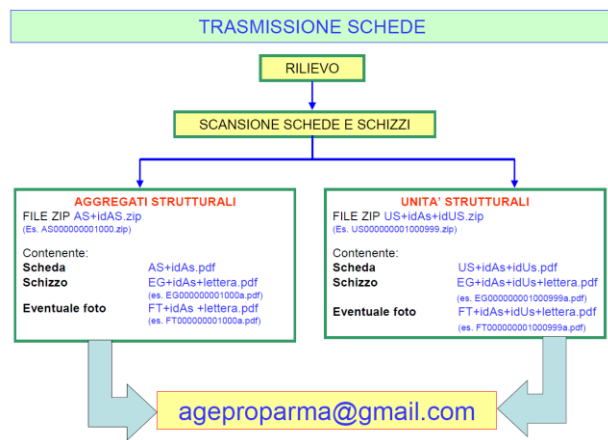 TRASMISSIONE SCHEDE
RILIEVO
SCANSIONE SCHEDE E SCHIZZI
AGGREGATI STRUTTURALI
FILE ZIP AS+idAS.zip
(Es. AS000000001000.zip)
Contenente:
Scheda AS+idAs.pdf
Schizzo EG+idAs+lettera.pdf
(es. EG000000001000a.pdf)
Eventuale foto FT+idAs +lettera.pdf
(es. FT000000001000a.pdf)
UNITA' STRUTTURALI
FILE ZIP US+idAs+idUS.zip
(Es. US000000001000999.zip)
Contenente:
Scheda US+idAs+idUs.pdf
Schizzo EG+idAs+idUs+lettera.pdf
(es. EG000000001000999a.pdf)
Eventuale foto FT+idAs+idUs+lettera.pdf
(es. FT000000001000999a.pdf)
ageproparma@gmail.com